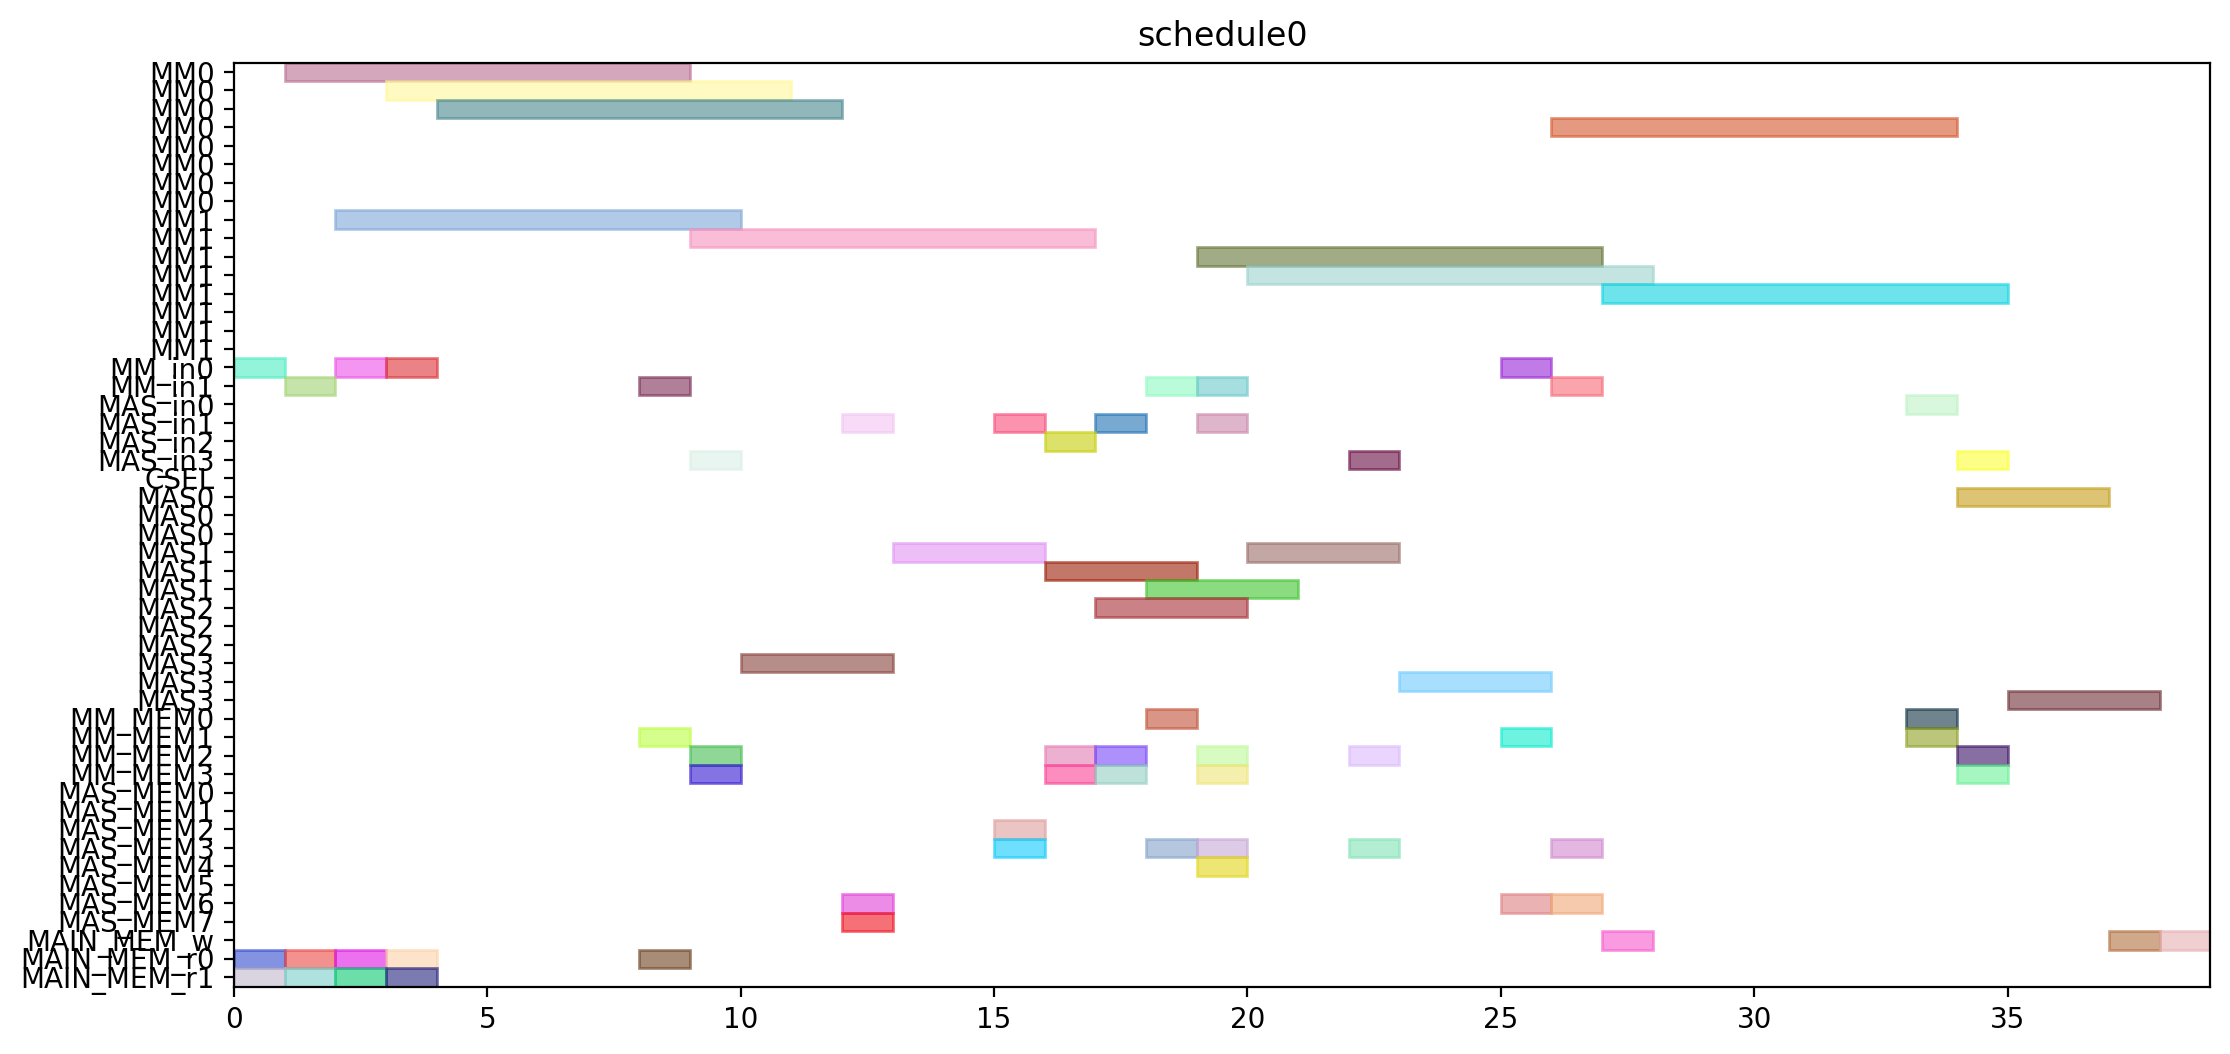 schedule0
MM0
MM0
MM0
MM0
MM0
MM0
MM0
MM0
MM1
MM1
MM1
MM1
MM1
MM1
MM1
MM1
MM_in0
MM_in1
MAS_in0
MAS_in1
MAS_in2
MAS_in3
CSEL
MAS0
MAS0
MAS0
MAS1
MAS1
MAS1
MAS2
MAS2
MAS2
MAS3
MAS3
MAS3
MM_MEM0
MM_MEM1
MM_MEM2
MM_MEM3
MAS_MEM0
MAS_MEM1
MAS_MEM2
MAS_MEM3
MAS_MEM4
MAS_MEM5
MAS_MEM6
MAS_MEM7
MAIN_MEM_w
MAIN_MEM_r0
MAIN_MEM_r1
0 5 10 15 20 25 30 35